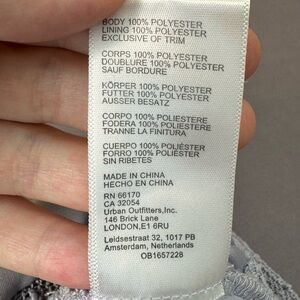 BODY 100% POLYESTER
LINING 100% POLYESTER
EXCLUSIVE OF TRIM
CORPS 100% POLYESTER
DOUBLURE 100% POLYESTER
SAUF BORDURE
KÖRPER 100% POLYESTER
FUTTER 100% POLYESTER
AUSSER BESATZ
CORPO 100% POLIESTERE
FODERA 100% POLIESTERE
TRANNE LA FINITURA
CUERPO 100% POLIÉSTER
FORRO 100% POLIÉSTER
SIN RIBETES
MADE IN CHINA
HECHO EN CHINA
RN 66170
CA 32054
Urban Outfitters,Inc.
146 Brick Lane
LONDON,E1 6RU
Leidsestraat 32, 1017 PB
Amsterdam, Netherlands
OB1657228